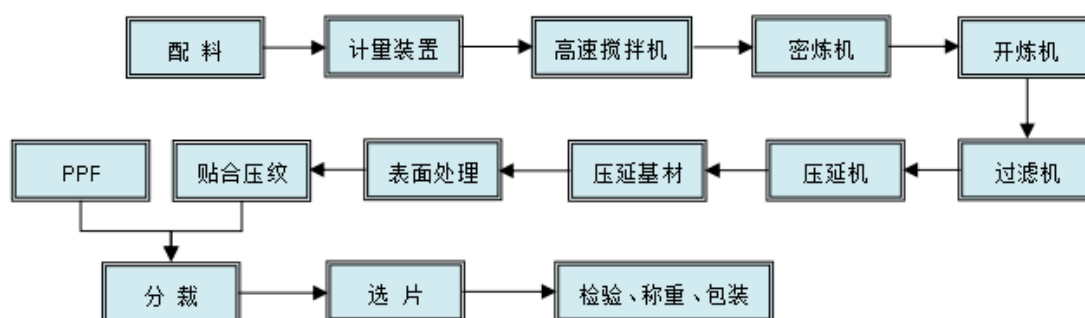 配 料
计量装置
高速搅拌机
密炼机
开炼机
PPF
贴合压纹
表面处理
压延基材
压延机
过滤机
分 裁
选 片
检验、称重、包装